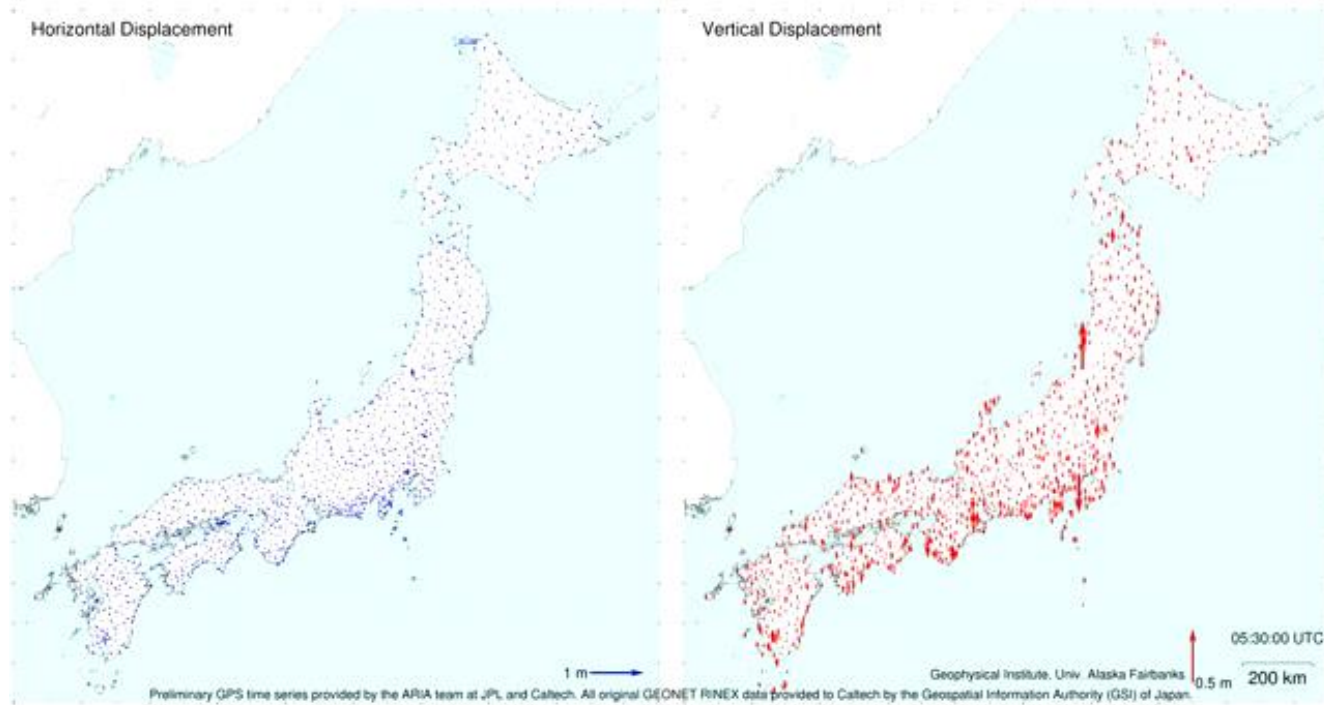 Horizontal Displacement
Vertical Displacement
05:30:00 UTC
1 m
Geophysical Institute, Univ. Alaska Fairbanks
0.5 m
200 km
Preliminary GPS time series provided by the ARIA team at JPL and Caltech. All original GEONET RINEX data provided to Caltech by the Geospatial Information Authority (GSI) of Japan.